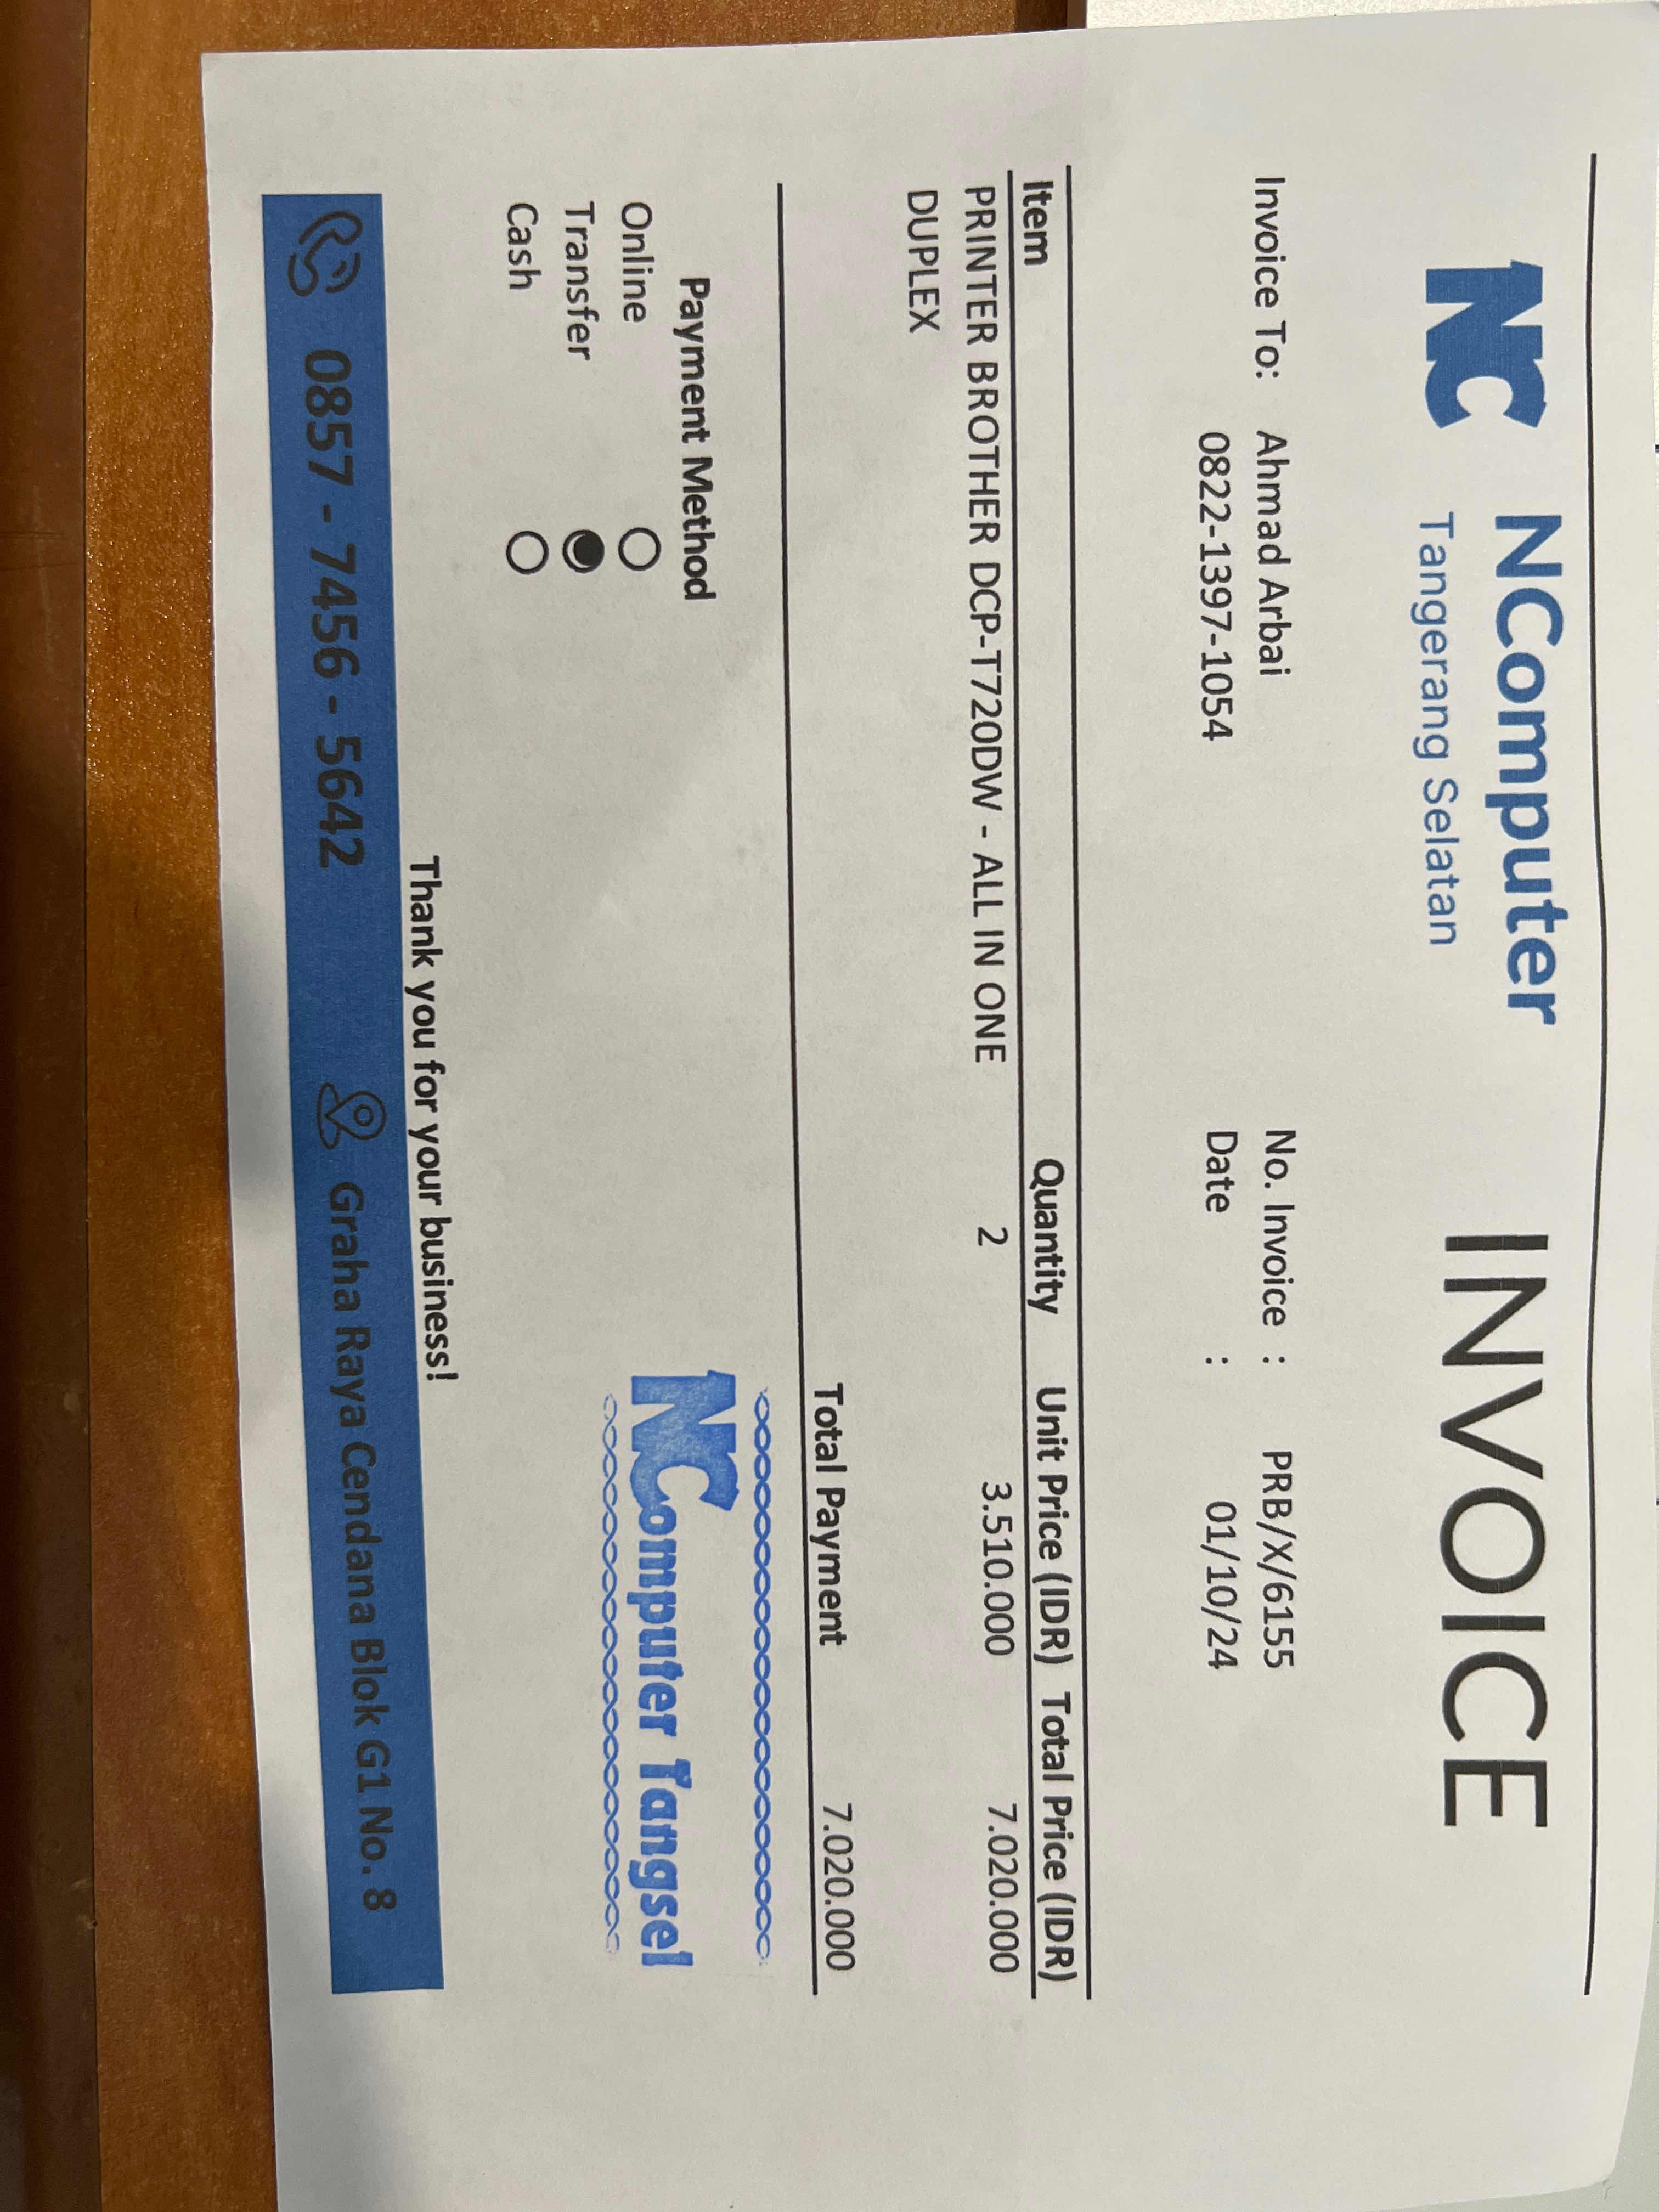 NC NComputer INVOICE
Tangerang Selatan
Invoice To: Ahmad Arbai No. Invoice : PRB/X/6155
0822-1397-1054 Date : 01/10/24
Item Quantity Unit Price (IDR) Total Price (IDR)
PRINTER BROTHER DCP-T720DW - ALL IN ONE 2 3.510.000 7.020.000
DUPLEX
Total Payment 7.020.000
Payment Method
Online
Transfer
Cash
NComputer Tangsel
Thank you for your business!
0857 - 7456 - 5642 Graha Raya Cendana Blok G1 No. 8